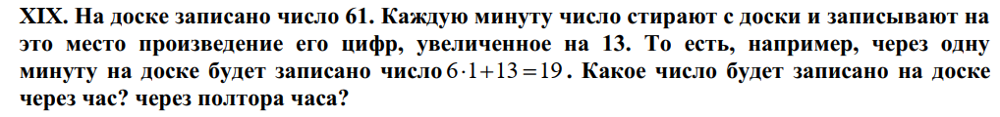 XIX. На доске записано число 61. Каждую минуту число стирают с доски и записывают на
это место произведение его цифр, увеличенное на 13. То есть, например, через одну
минуту на доске будет записано число 6·1+13=19. Какое число будет записано на доске
через час? через полтора часа?